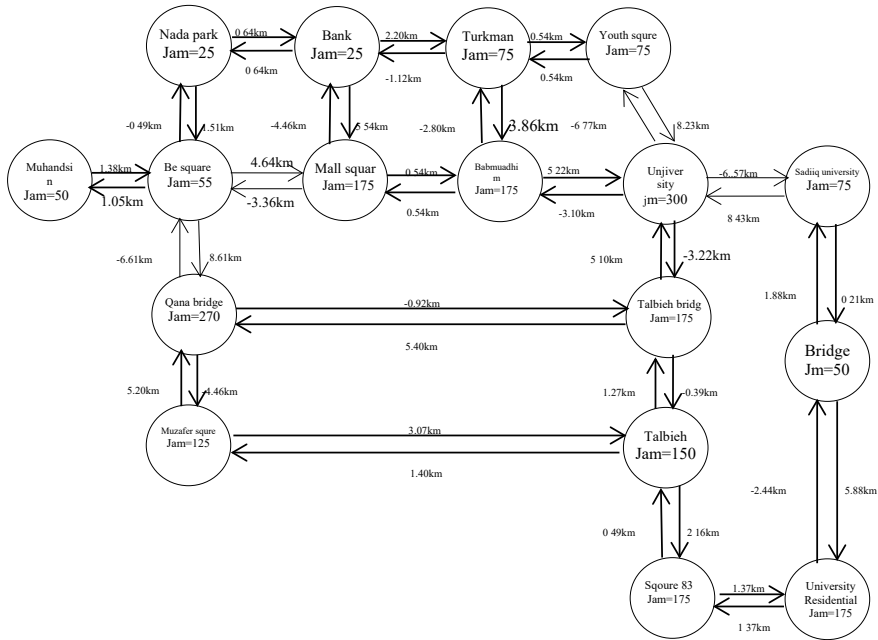 Nada park
Jam=25
0 64km
0 64km
Bank
Jam=25
2.20km
-1.12km
Turkman
Jam=75
0.54km
0.54km
Youth squre
Jam=75
-0 49km
1.51km
-4.46km
5 54km
-2.80km
3.86km
-6 77km
8.23km
Muhandsi
n
Jam=50
1.38km
1.05km
Be square
Jam=55
4.64km
-3.36km
Mall squar
Jam=175
0.54km
0.54km
Babmuadhi
m
Jam=175
5 22km
-3.10km
Unjiver
sity
jm=300
-6..57km
8 43km
Sadiiq university
Jam=75
-6.61km
8.61km
5 10km
-3.22km
1.88km
0 21km
Qana bridge
Jam=270
-0.92km
5.40km
Talbieh bridg
Jam=175
Bridge
Jm=50
5.20km
-4.46km
1.27km
-0.39km
Muzafer squre
Jam=125
3.07km
1.40km
Talbieh
Jam=150
-2.44km
5.88km
0 49km
2 16km
Sqoure 83
Jam=175
1.37km
1 37km
University
Residential
Jam=175